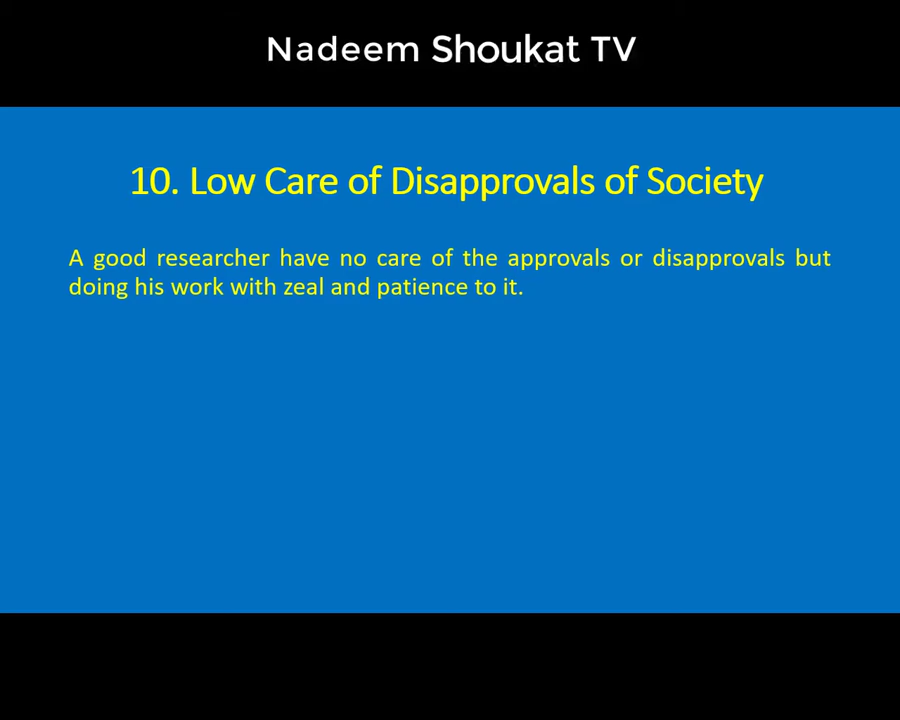 Nadeem Shoukat TV
10. Low Care of Disapprovals of Society
A good researcher have no care of the approvals or disapprovals but
doing his work with zeal and patience to it.